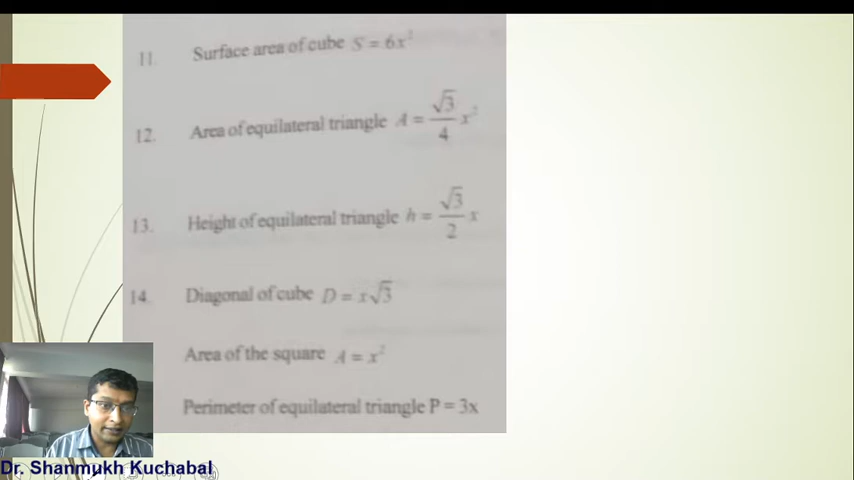 11. Surface area of cube S = 6x²
12. Area of equilateral triangle A = √3/4 x²
13. Height of equilateral triangle h = √3/2 x
14. Diagonal of cube D = x√3
Area of the square A = x²
Perimeter of equilateral triangle P = 3x
Dr. Shanmukh Kuchabal